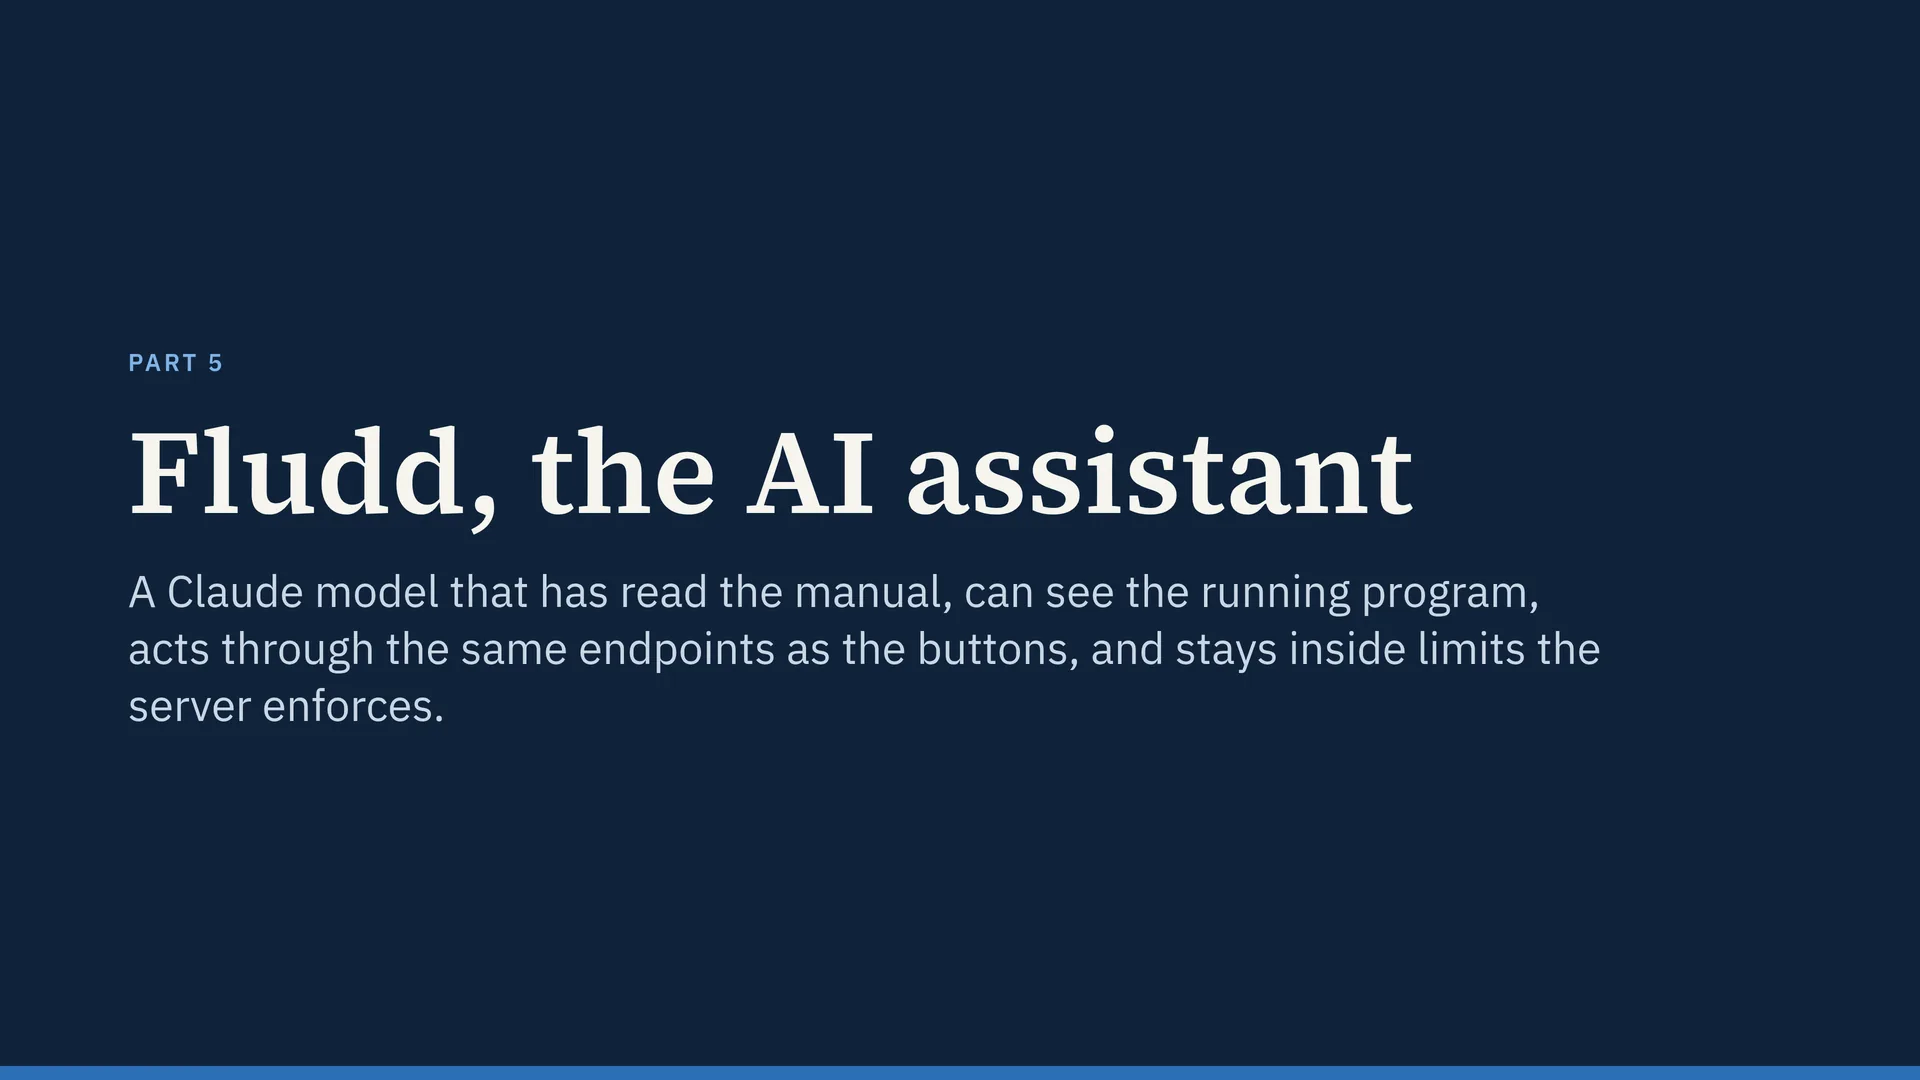 PART 5
Fludd, the AI assistant
A Claude model that has read the manual, can see the running program,
acts through the same endpoints as the buttons, and stays inside limits the
server enforces.